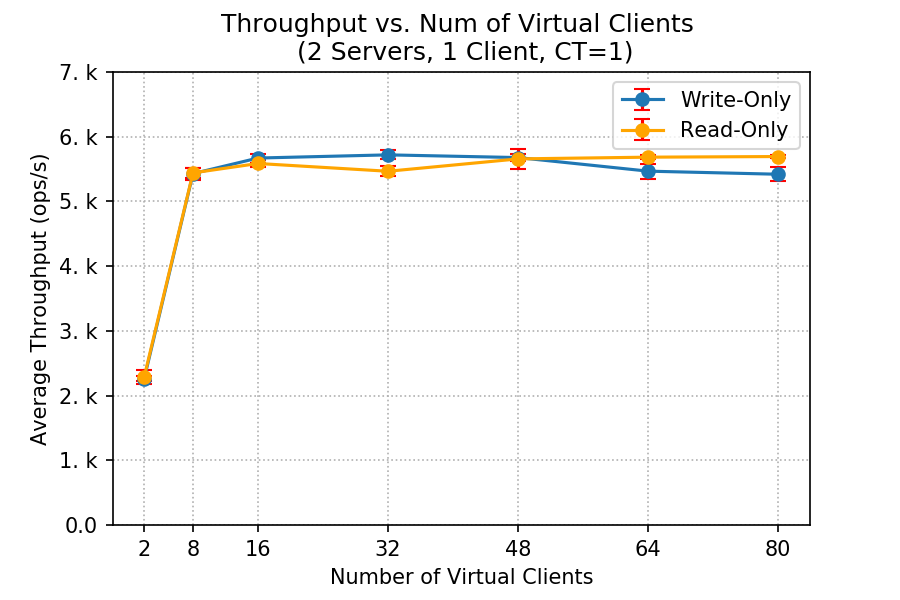 Throughput vs. Num of Virtual Clients
(2 Servers, 1 Client, CT=1)
7. k
6. k
5. k
4. k
3. k
2. k
1. k
0.0
Average Throughput (ops/s)
Write-Only
Read-Only
2 8 16 32 48 64 80
Number of Virtual Clients